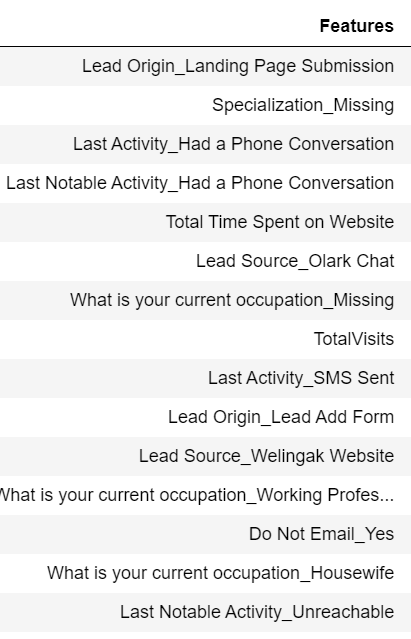 Features
Lead Origin_Landing Page Submission
Specialization_Missing
Last Activity_Had a Phone Conversation
Last Notable Activity_Had a Phone Conversation
Total Time Spent on Website
Lead Source_Olark Chat
What is your current occupation_Missing
TotalVisits
Last Activity_SMS Sent
Lead Origin_Lead Add Form
Lead Source_Welingak Website
What is your current occupation_Working Profes...
Do Not Email_Yes
What is your current occupation_Housewife
Last Notable Activity_Unreachable